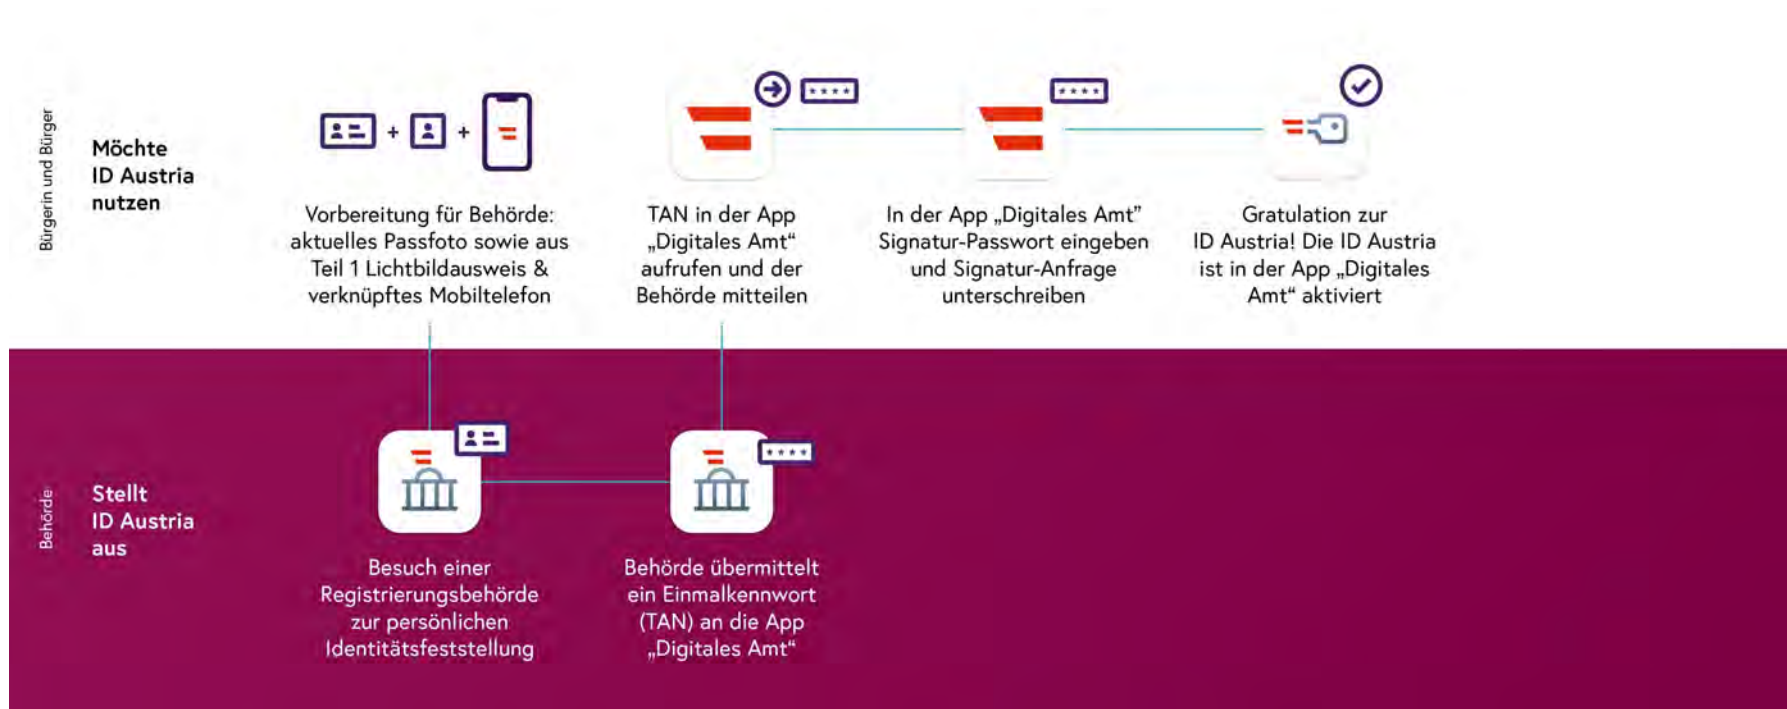 Bürgerin und Bürger
Möchte
ID Austria
nutzen
Vorbereitung für Behörde:
aktuelles Passfoto sowie aus
Teil 1 Lichtbildausweis &
verknüpftes Mobiltelefon
TAN in der App
„Digitales Amt“
aufrufen und der
Behörde mitteilen
In der App „Digitales Amt”
Signatur-Passwort eingeben
und Signatur-Anfrage
unterschreiben
Gratulation zur
ID Austria! Die ID Austria
ist in der App „Digitales
Amt“ aktiviert
Behörde
Stellt
ID Austria
aus
Besuch einer
Registrierungsbehörde
zur persönlichen
Identitätsfeststellung
Behörde übermittelt
ein Einmalkennwort
(TAN) an die App
„Digitales Amt“